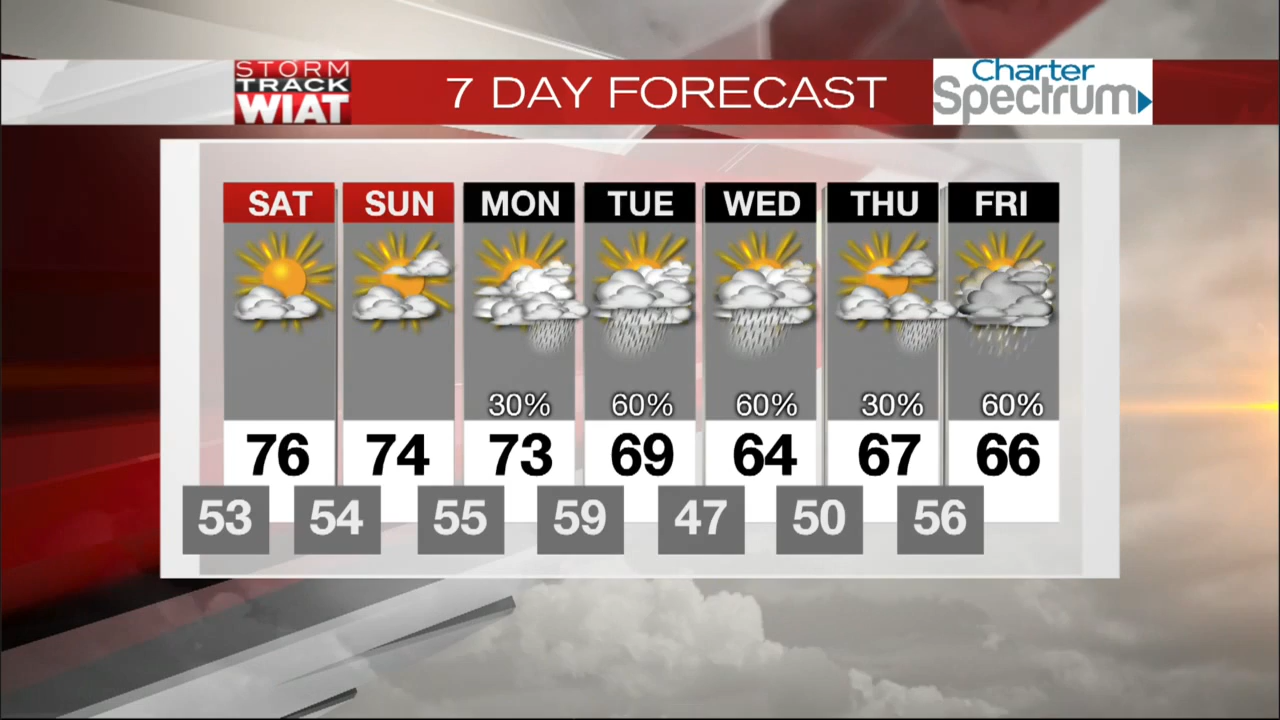 STORM
TRACK
WIAT
7 DAY FORECAST
Charter
Spectrum
SAT SUN MON TUE WED THU FRI
30% 60% 60% 30% 60%
76 74 73 69 64 67 66
53 54 55 59 47 50 56